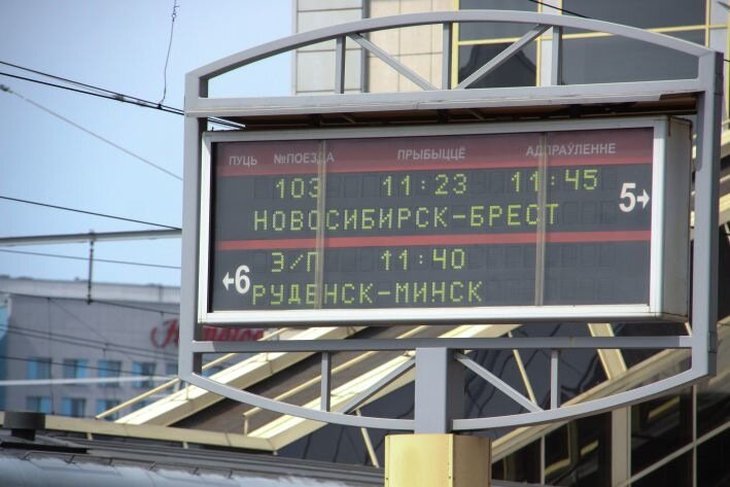 ПУЦЬ №ПОЕЗДА ПРЫБЫЦЦЁ АДПРАЎЛЕННЕ
103 11:23 11:45
НОВОСИБИРСК-БРЕСТ 5→
З/П 11:40
←6 РУДЕНСК-МИНСК